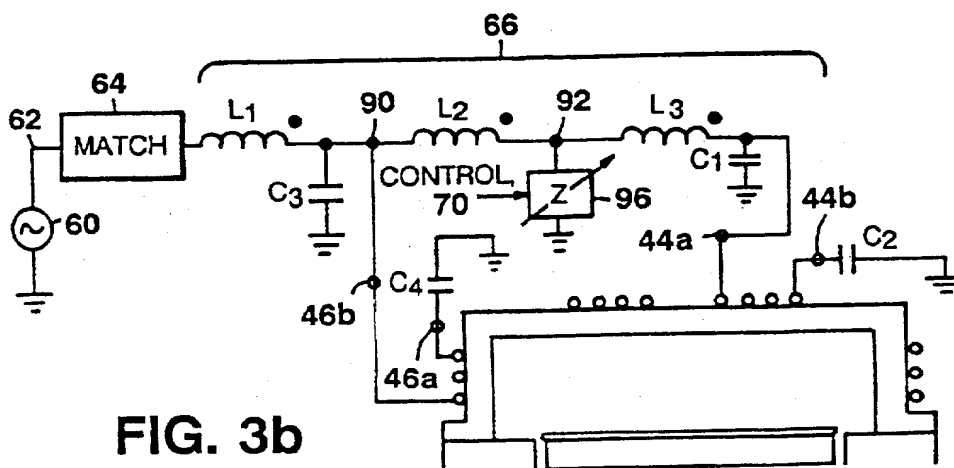 66
64
62
MATCH
L1
90
L2
92
L3
C3
CONTROL,
70
Z
96
C1
60
44a
44b
C2
46b
C4
46a
FIG. 3b